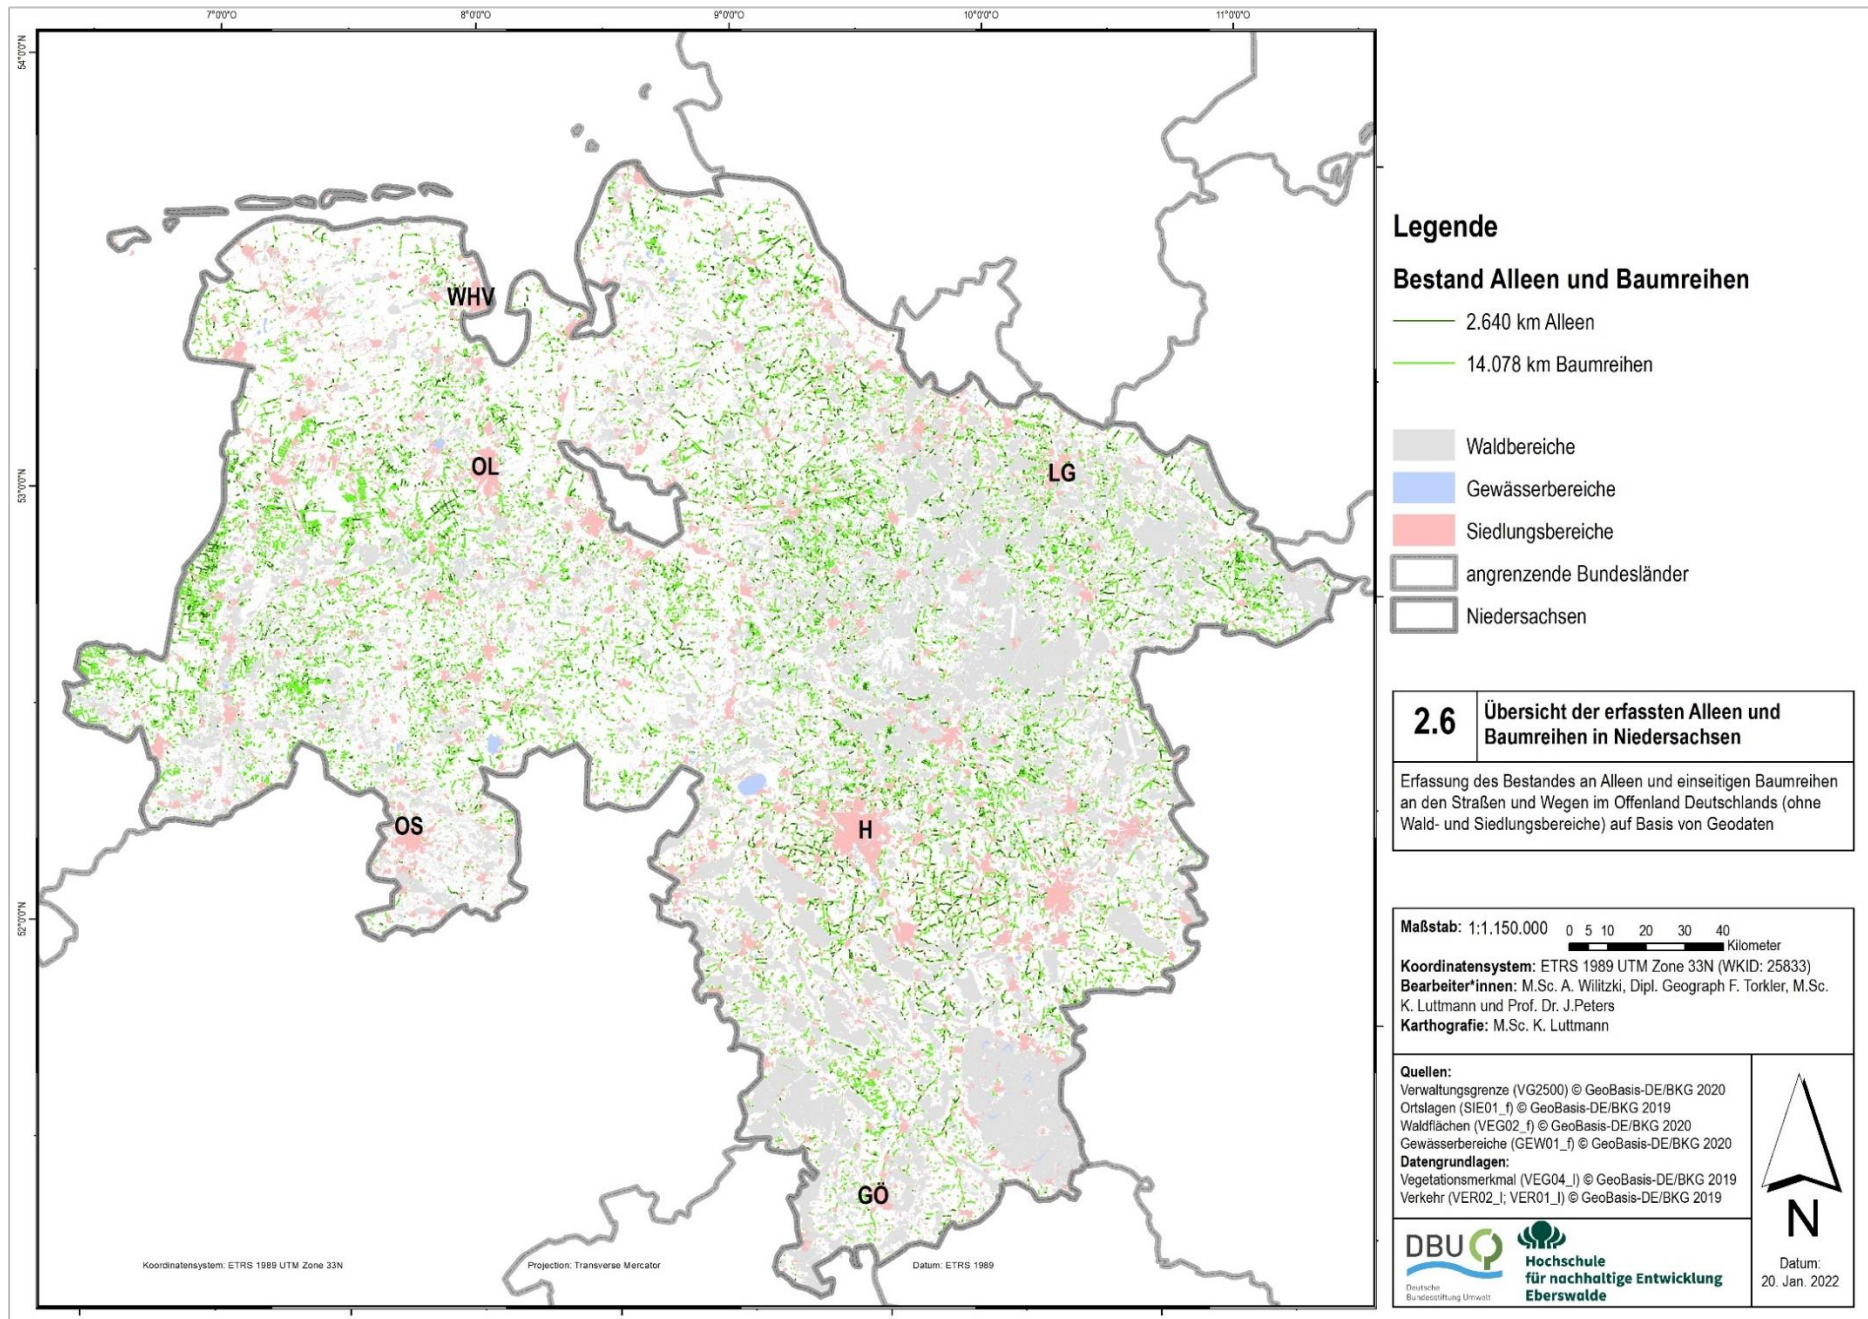 7°0'0"O
8°0'0"O
9°0'0"O
10°0'0"O
11°0'0"O
54°0'0"N
53°0'0"N
52°0'0"N
WHV
OL
LG
OS
H
GÖ
Koordinatensystem: ETRS 1989 UTM Zone 33N
Projection: Transverse Mercator
Datum: ETRS 1989
Legende
Bestand Alleen und Baumreihen
2.640 km Alleen
14.078 km Baumreihen
Waldbereiche
Gewässerbereiche
Siedlungsbereiche
angrenzende Bundesländer
Niedersachsen
2.6
Übersicht der erfassten Alleen und
Baumreihen in Niedersachsen
Erfassung des Bestandes an Alleen und einseitigen Baumreihen
an den Straßen und Wegen im Offenland Deutschlands (ohne
Wald- und Siedlungsbereiche) auf Basis von Geodaten
Maßstab: 1:1.150.000
0 5 10 20 30 40
Kilometer
Koordinatensystem: ETRS 1989 UTM Zone 33N (WKID: 25833)
Bearbeiter*innen: M.Sc. A. Wilitzki, Dipl. Geograph F. Torkler, M.Sc.
K. Luttmann und Prof. Dr. J.Peters
Karthografie: M.Sc. K. Luttmann
Quellen:
Verwaltungsgrenze (VG2500) © GeoBasis-DE/BKG 2020
Ortslagen (SIE01_f) © GeoBasis-DE/BKG 2019
Waldflächen (VEG02_f) © GeoBasis-DE/BKG 2020
Gewässerbereiche (GEW01_f) © GeoBasis-DE/BKG 2020
Datengrundlagen:
Vegetationsmerkmal (VEG04_l) © GeoBasis-DE/BKG 2019
Verkehr (VER02_l; VER01_l) © GeoBasis-DE/BKG 2019
N
Datum:
20. Jan. 2022
DBU
Deutsche
Bundesstiftung Umwelt
Hochschule
für nachhaltige Entwicklung
Eberswalde